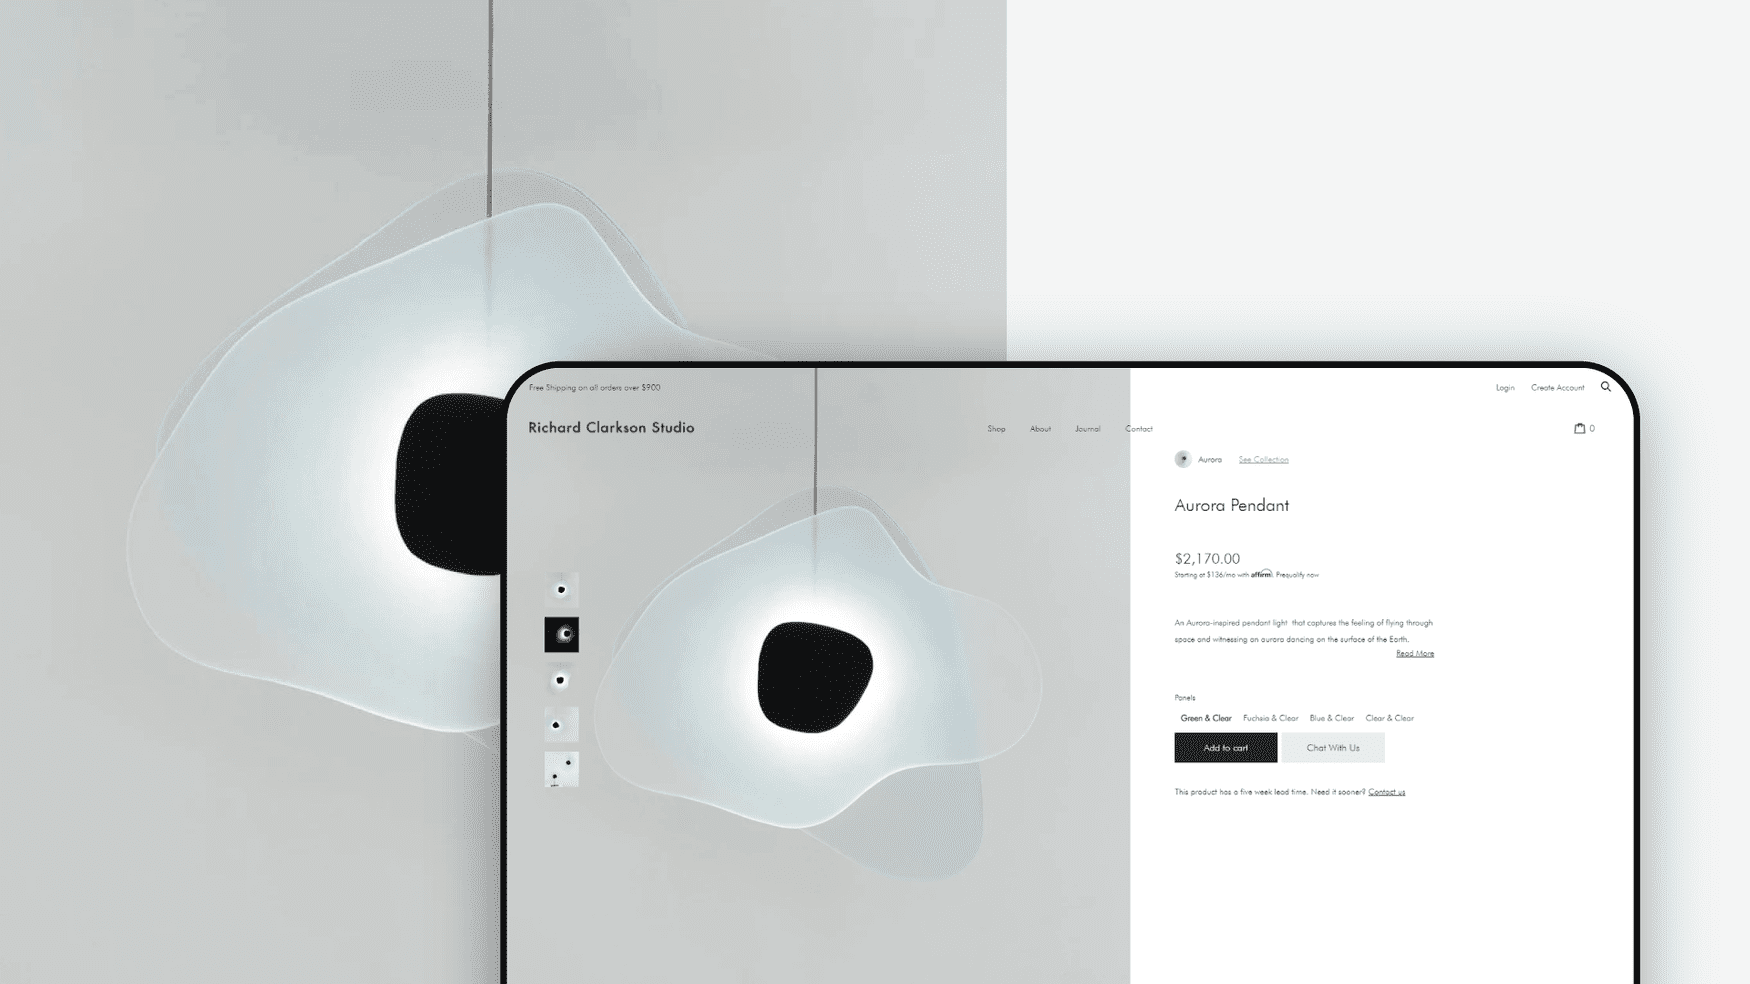 Free Shipping on all orders over $900
Login Create Account
Richard Clarkson Studio
Shop About Journal Contact
0
Aurora See Collection
Aurora Pendant
$2,170.00
Starting at $136/mo with affirm. Prequalify now
An Aurora-inspired pendant light that captures the feeling of flying through
space and witnessing an aurora dancing on the surface of the Earth.
Read More
Panels
Green & Clear Fuchsia & Clear Blue & Clear Clear & Clear
Add to cart Chat With Us
This product has a five week lead time. Need it sooner? Contact us